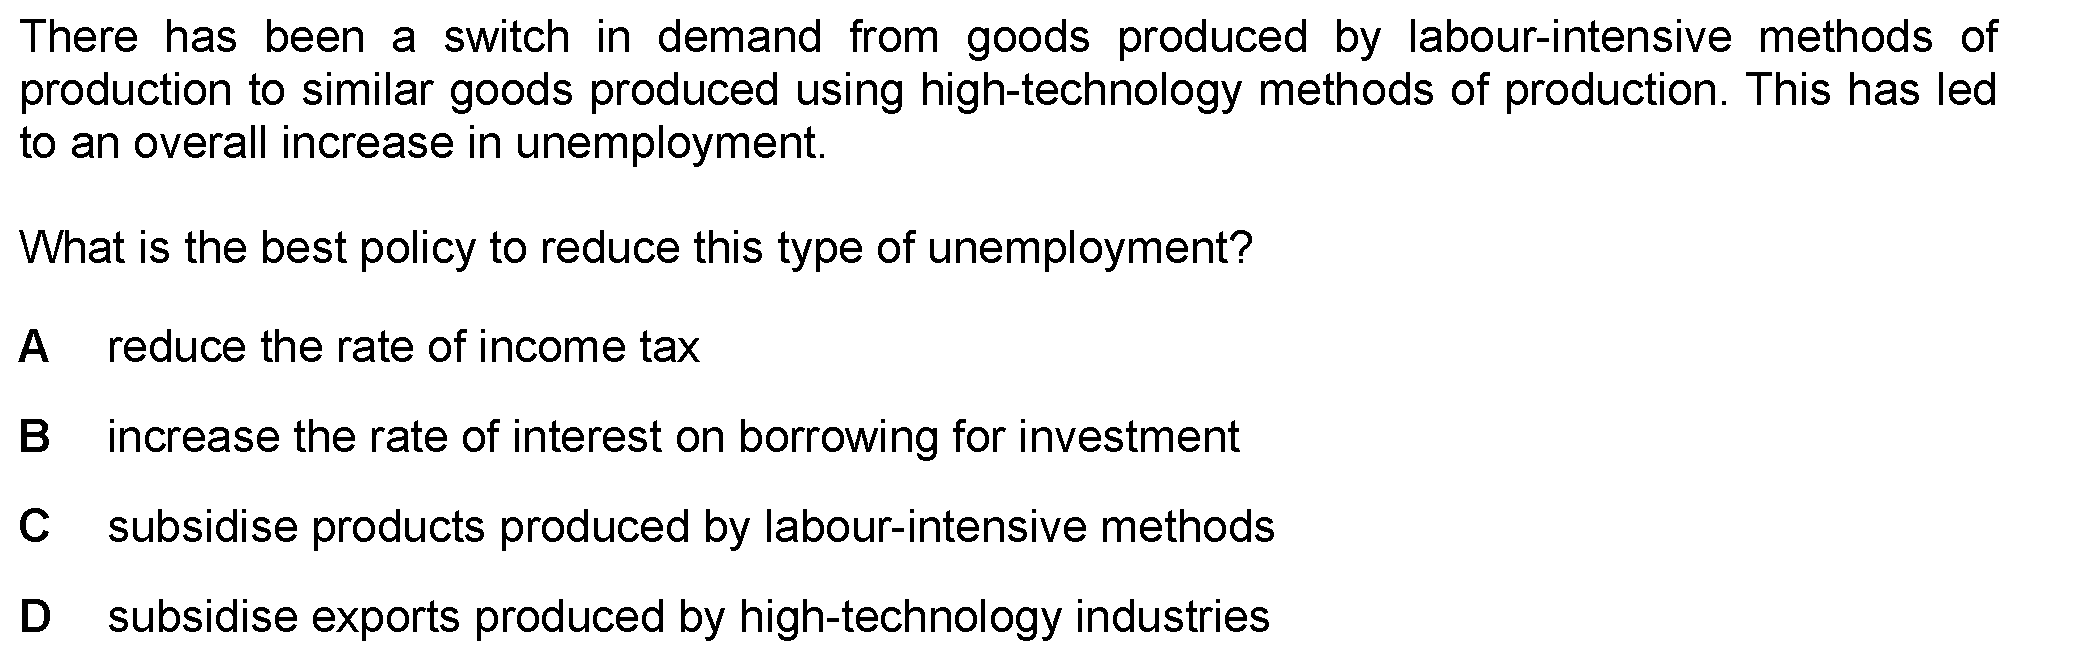 There has been a switch in demand from goods produced by labour-intensive methods of
production to similar goods produced using high-technology methods of production. This has led
to an overall increase in unemployment.
What is the best policy to reduce this type of unemployment?
A reduce the rate of income tax
B increase the rate of interest on borrowing for investment
C subsidise products produced by labour-intensive methods
D subsidise exports produced by high-technology industries